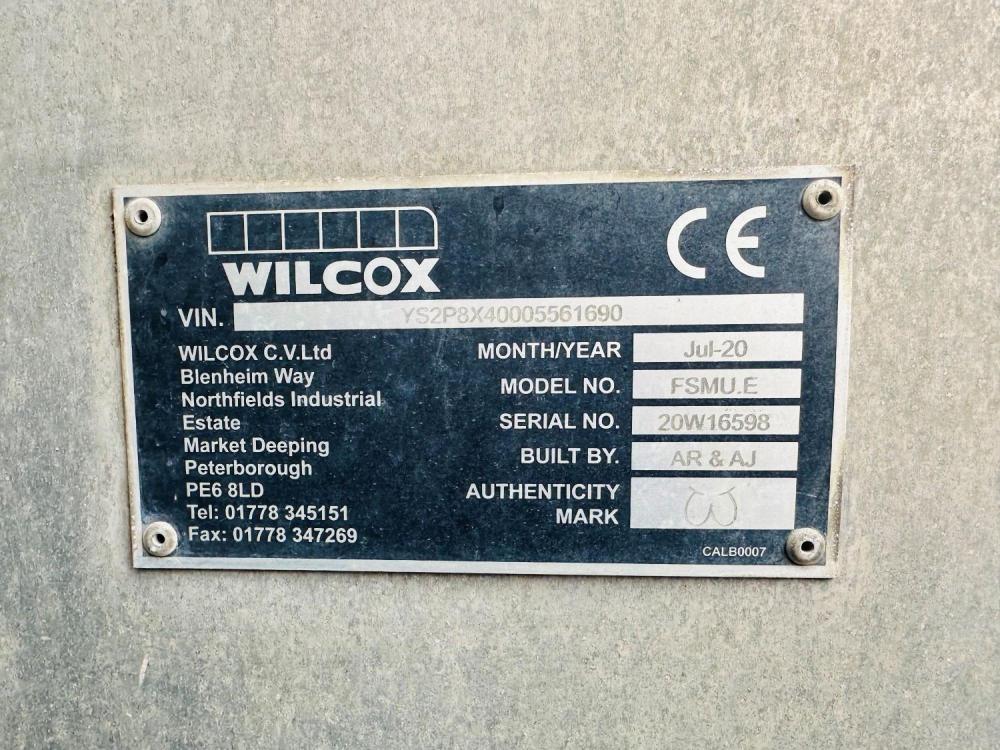 WILCOX
CE
VIN. YS2P8X40005561690
WILCOX C.V.Ltd
Blenheim Way
Northfields Industrial
Estate
Market Deeping
Peterborough
PE6 8LD
Tel: 01778 345151
Fax: 01778 347269
MONTH/YEAR Jul-20
MODEL NO. FSMU.E
SERIAL NO. 20W16598
BUILT BY. AR & AJ
AUTHENTICITY
MARK
CALB0007